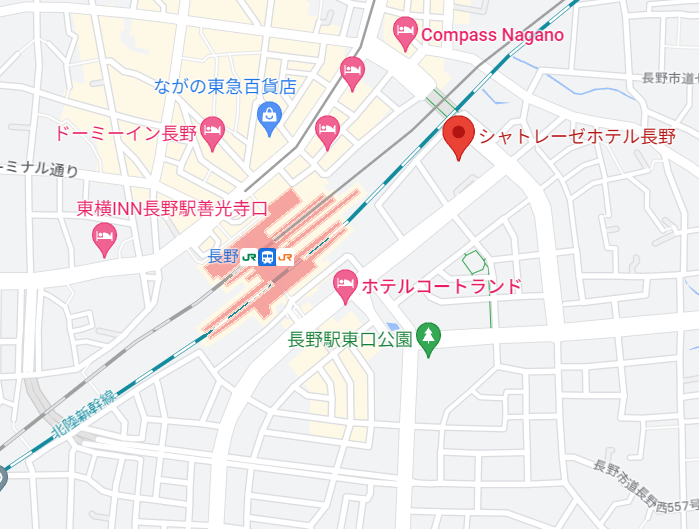 Compass Nagano
長野市道七
ながの東急百貨店
ドーミーイン長野
シャトレーゼホテル長野
ーミナル通り
東横INN長野駅善光寺口
長野
JR
JR
ホテルコートランド
長野駅東口公園
北陸新幹線
長野市道長野西557号